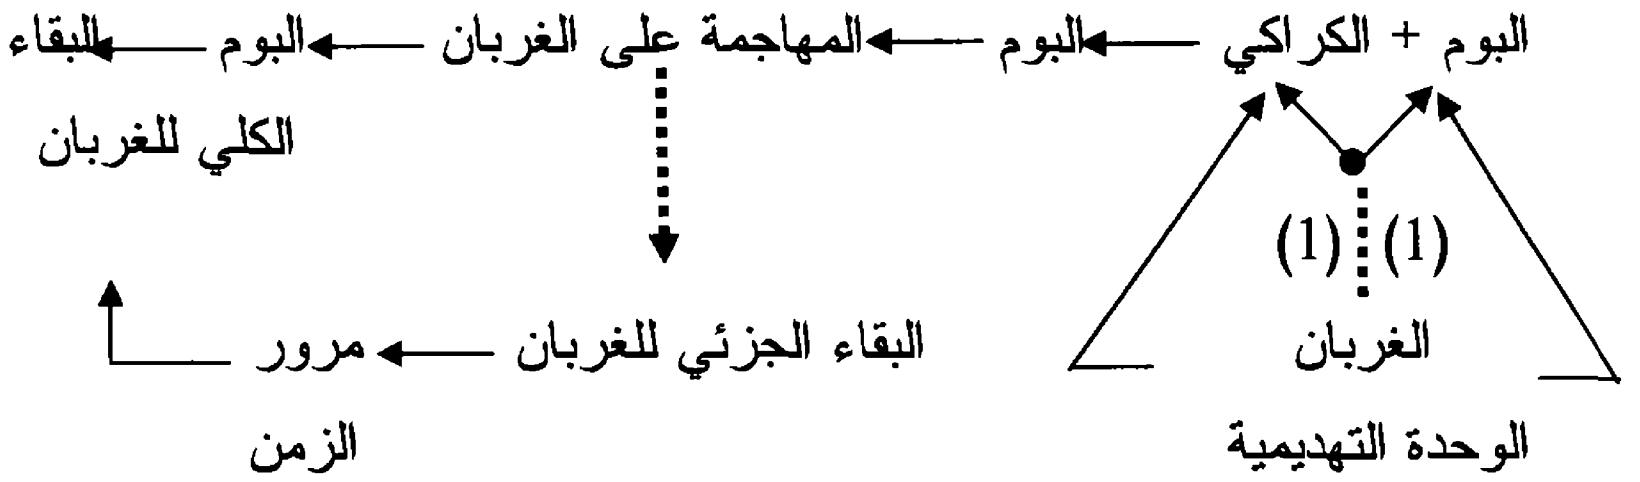 البوم + الكراكي البوم المهاجمة على الغربان البوم البقاء
الكلي للغربان
(1) (1)
الغربان البقاء الجزئي للغربان مرور
الوحدة التهديمية الزمن